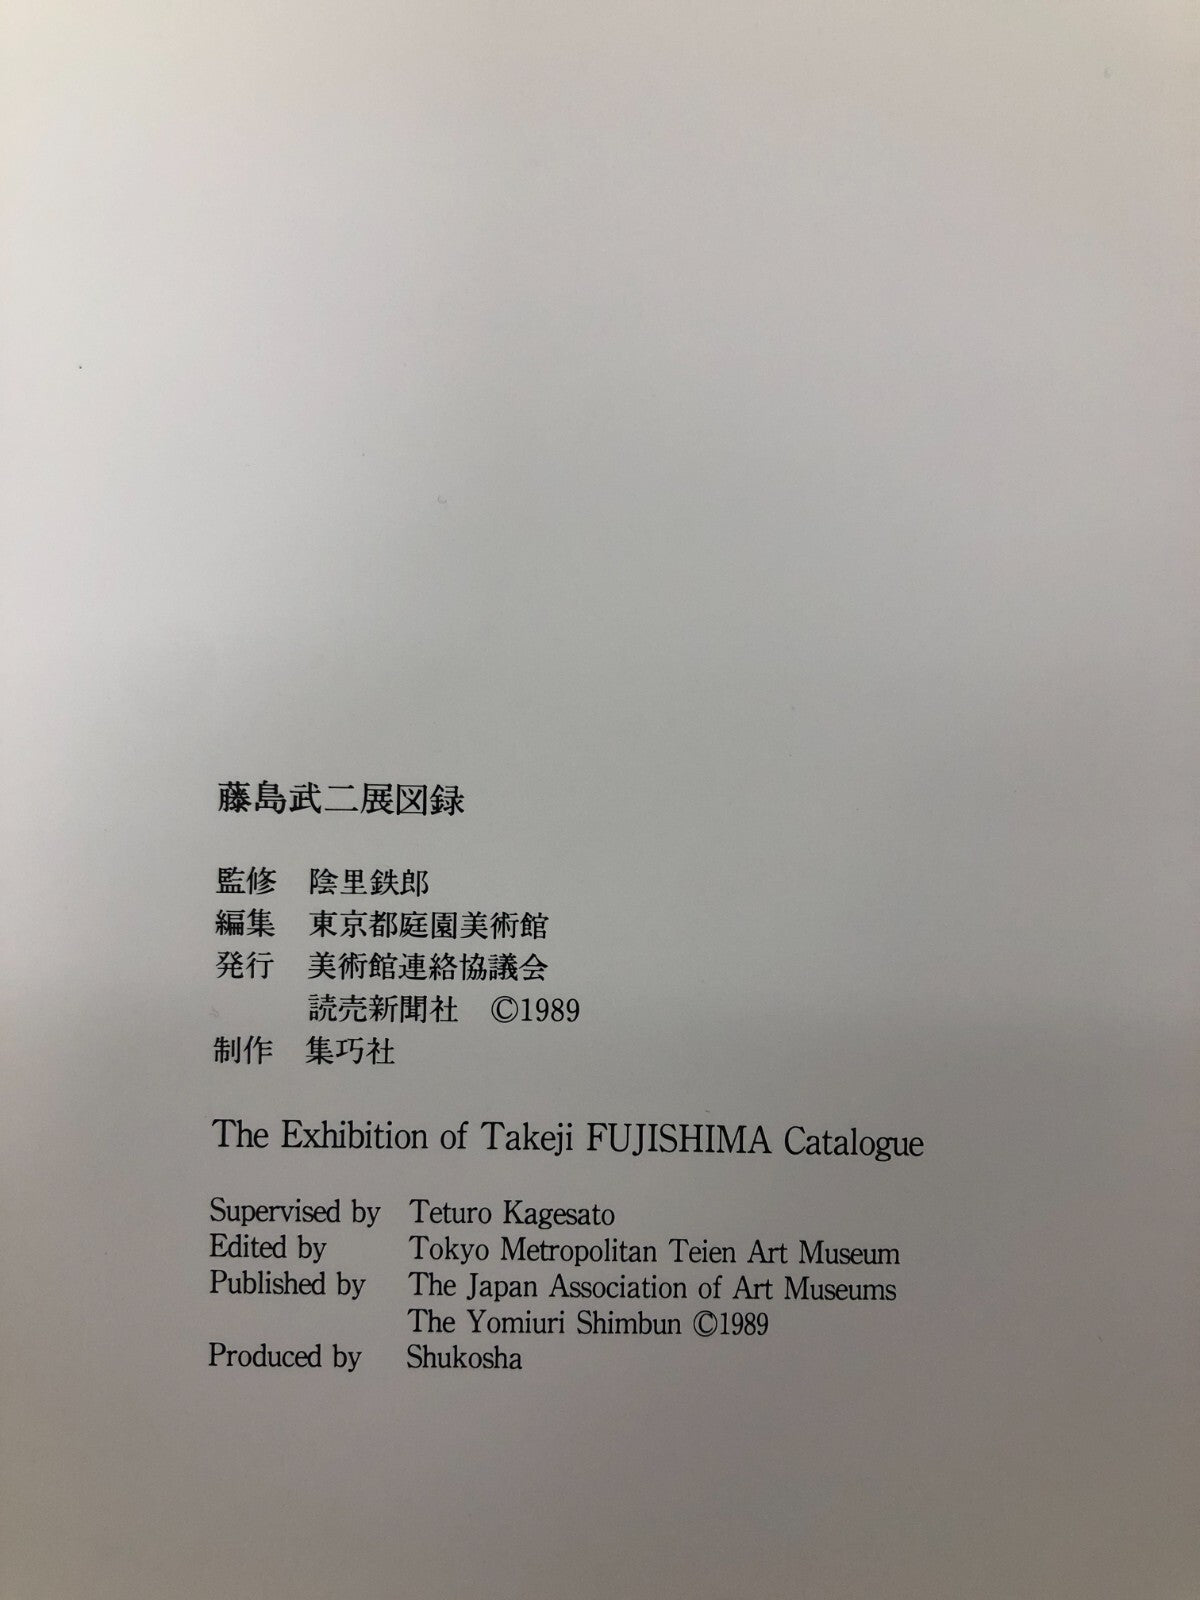 藤島武二展図録
監修　陰里鉄郎
編集　東京都庭園美術館
発行　美術館連絡協議会
読売新聞社　©1989
制作　集巧社
The Exhibition of Takeji FUJISHIMA Catalogue
Supervised by Teturo Kagesato
Edited by Tokyo Metropolitan Teien Art Museum
Published by The Japan Association of Art Museums
The Yomiuri Shimbun ©1989
Produced by Shukosha